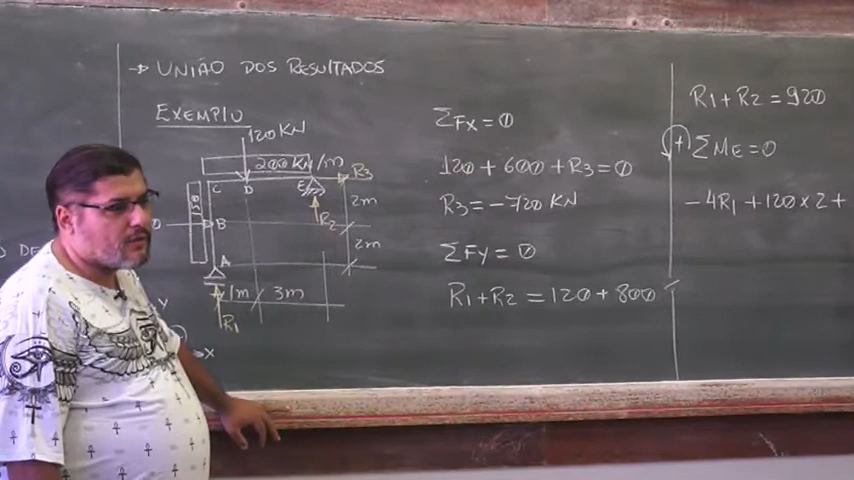 → UNIÃO DOS RESULTADOS
EXEMPLO
120 KN
200 KN/m
R3
C D E
R2
2m
150
B
2m
A
1m 3m
R1
Y
X
ΣFx = 0
120 + 600 + R3 = 0
R3 = -720 KN
ΣFy = 0
R1 + R2 = 120 + 800
R1 + R2 = 920
+ ΣME = 0
-4R1 + 120 x 2 +